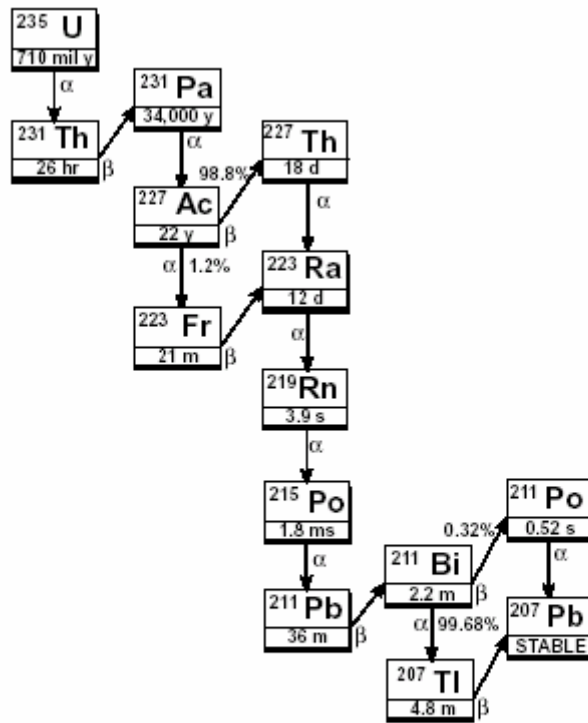 235 U
710 mil y
α
231 Pa
34,000 y
231 Th
26 hr
β
α
227 Th
18 d
98.8%
227 Ac
22 y
β
α
α 1.2%
223 Ra
12 d
223 Fr
21 m
β
α
219 Rn
3.9 s
α
215 Po
1.8 ms
211 Po
0.52 s
0.32%
α
211 Bi
2.2 m
β
α
211 Pb
36 m
β
α 99.68%
207 Pb
STABLE
207 Tl
4.8 m
β